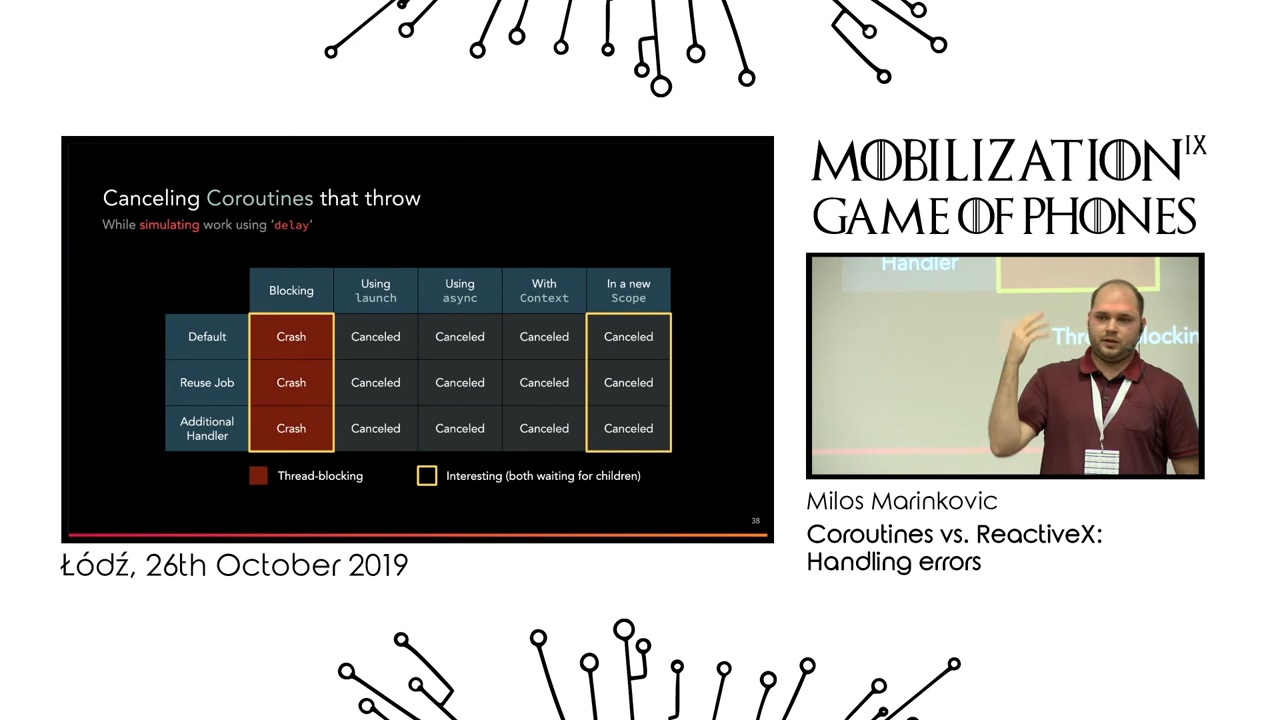 Canceling Coroutines that throw
While simulating work using ‘delay’
Blocking
Using
launch
Using
async
With
Context
In a new
Scope
Default
Crash
Canceled
Canceled
Canceled
Canceled
Reuse Job
Crash
Canceled
Canceled
Canceled
Canceled
Additional
Handler
Crash
Canceled
Canceled
Canceled
Canceled
Thread-blocking
Interesting (both waiting for children)
38
Łódź, 26th October 2019
MOBILIZATION IX
GAME OF PHONES
Handler
Milos Marinkovic
Coroutines vs. ReactiveX:
Handling errors